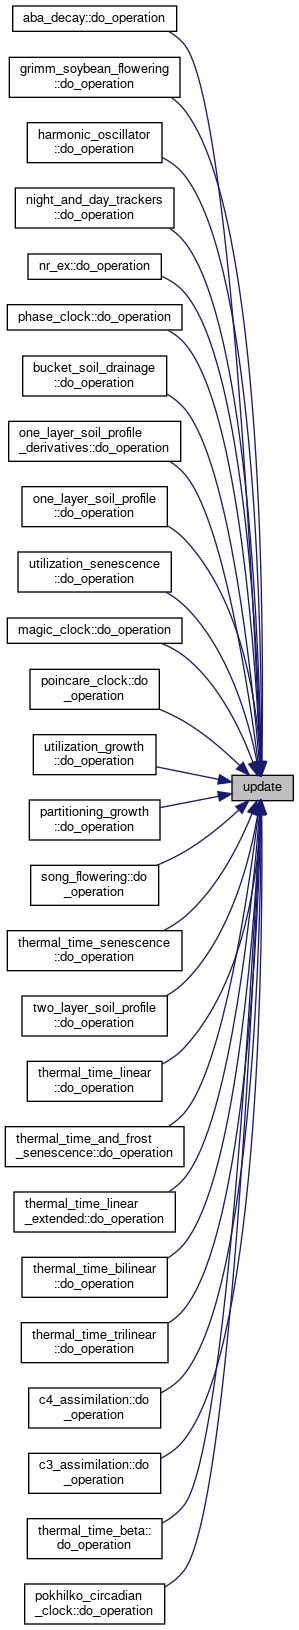 aba_decay::do_operation
grimm_soybean_flowering
::do_operation
harmonic_oscillator
::do_operation
night_and_day_trackers
::do_operation
nr_ex::do_operation
phase_clock::do_operation
bucket_soil_drainage
::do_operation
one_layer_soil_profile
_derivatives::do_operation
one_layer_soil_profile
::do_operation
utilization_senescence
::do_operation
magic_clock::do_operation
poincare_clock::do
_operation
utilization_growth
::do_operation
update
partitioning_growth
::do_operation
song_flowering::do
_operation
thermal_time_senescence
::do_operation
two_layer_soil_profile
::do_operation
thermal_time_linear
::do_operation
thermal_time_and_frost
_senescence::do_operation
thermal_time_linear
_extended::do_operation
thermal_time_bilinear
::do_operation
thermal_time_trilinear
::do_operation
c4_assimilation::do
_operation
c3_assimilation::do
_operation
thermal_time_beta::
do_operation
pokhilko_circadian
_clock::do_operation